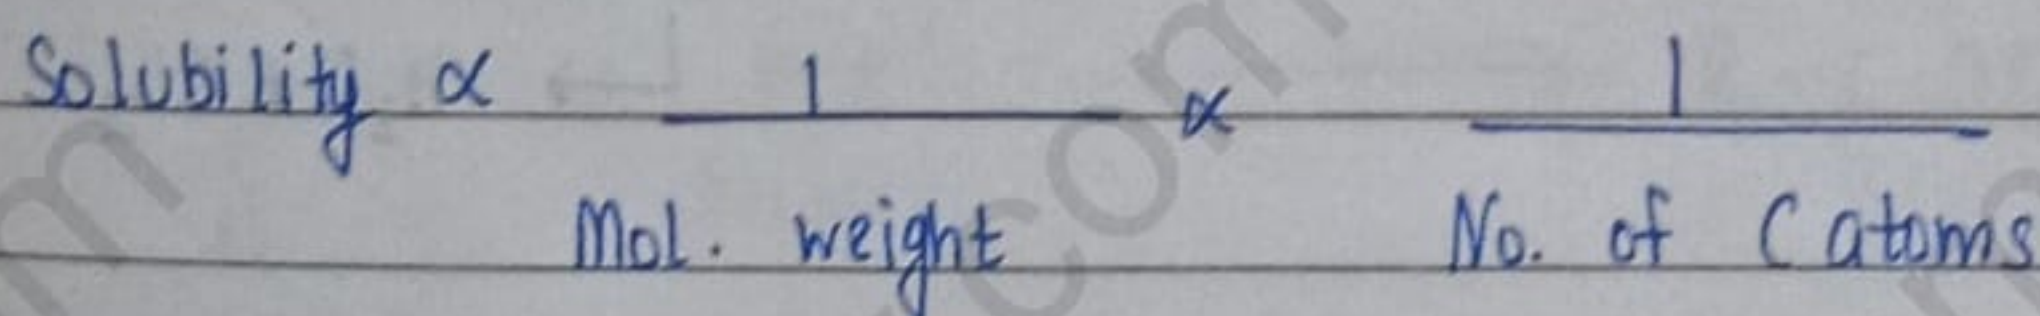 Solubility ∝ 1 ∝ 1
Mol. weight No. of C atoms